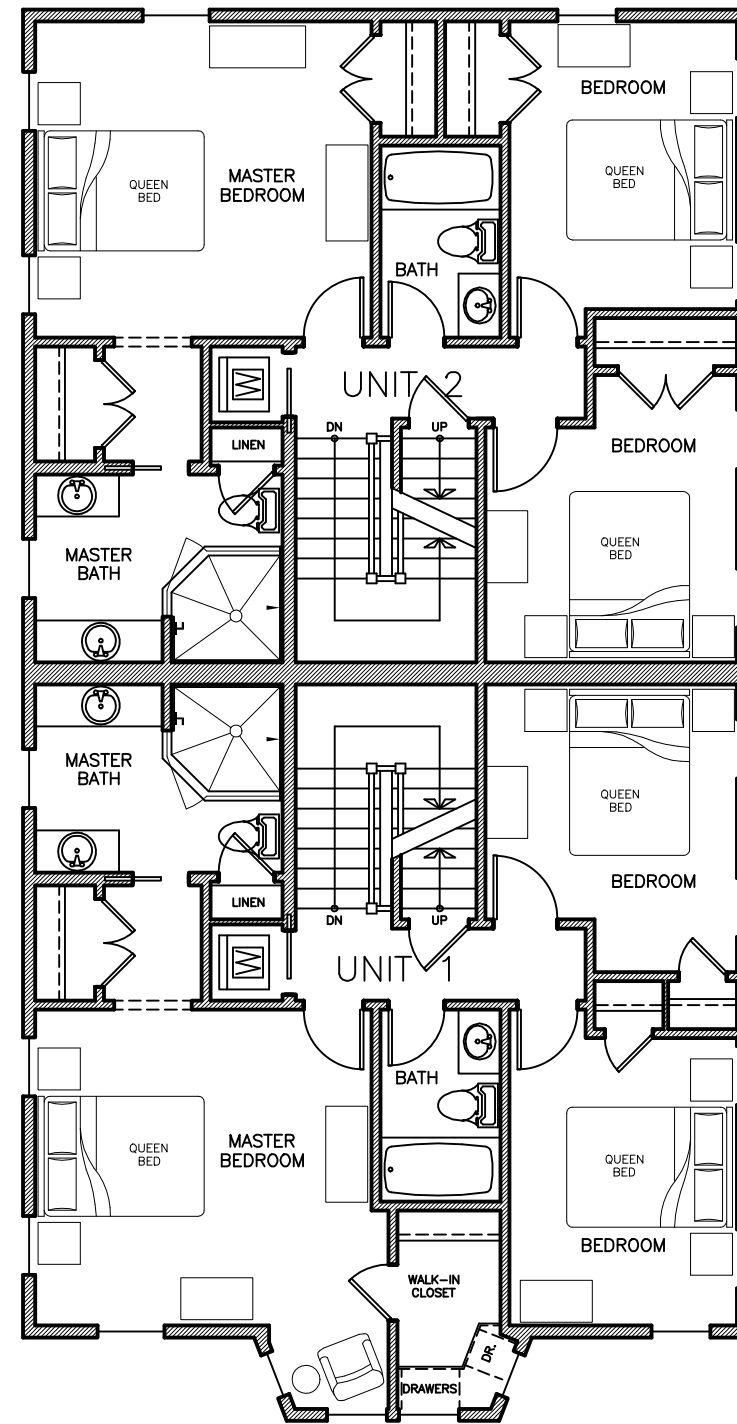 BEDROOM
QUEEN
BED
MASTER
BEDROOM
QUEEN
BED
BATH
UNIT 2
W
DN
UP
LINEN
BEDROOM
MASTER
BATH
QUEEN
BED
MASTER
BATH
QUEEN
BED
BEDROOM
LINEN
DN
UP
W
UNIT 1
BATH
MASTER
BEDROOM
QUEEN
BED
QUEEN
BED
BEDROOM
WALK-IN
CLOSET
DR.
DRAWERS